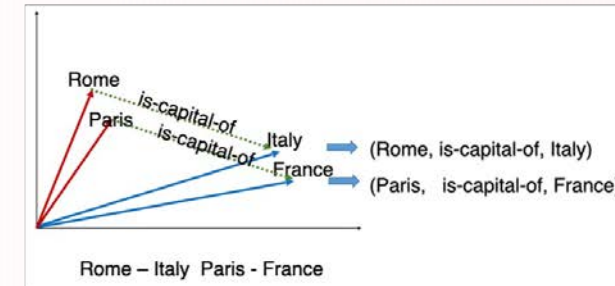 Rome
is-capital-of
Paris
is-capital-of
Italy
(Rome, is-capital-of, Italy)
France
(Paris, is-capital-of, France)
Rome – Italy Paris - France